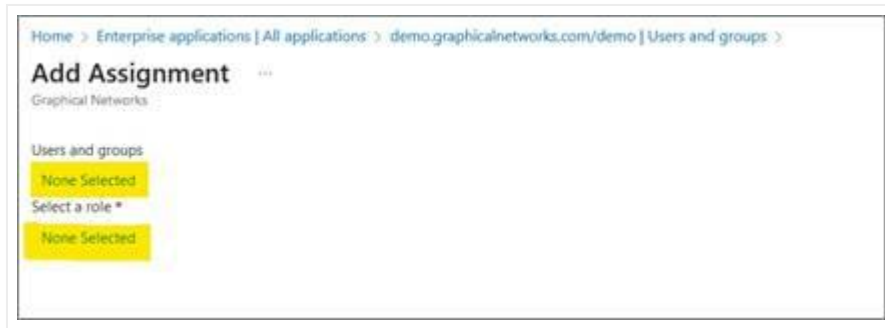 Home > Enterprise applications | All applications > demo.graphicalnetworks.com/demo | Users and groups >
Add Assignment ...
Graphical Networks
Users and groups
None Selected
Select a role *
None Selected